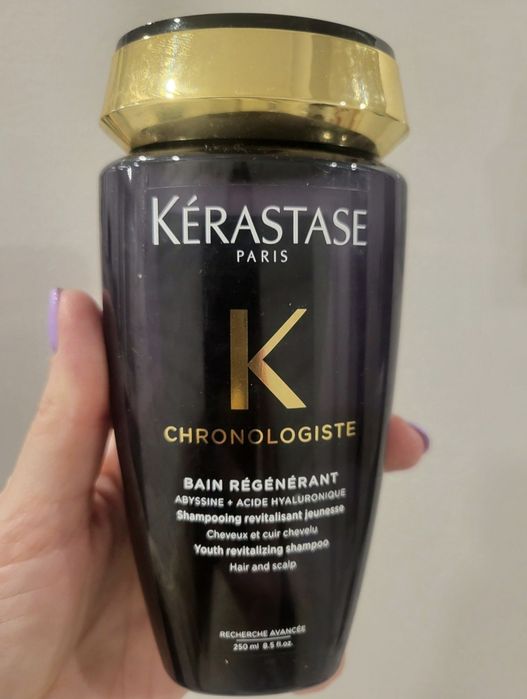 KÉRASTASE
PARIS
K
CHRONOLOGISTE
BAIN RÉGÉNÉRANT
ABYSSINE + ACIDE HYALURONIQUE
Shampooing revitalisant jeunesse
Cheveux et cuir chevelu
Youth revitalizing shampoo
Hair and scalp
RECHERCHE AVANCÉE
250 ml 8.5 fl.oz.